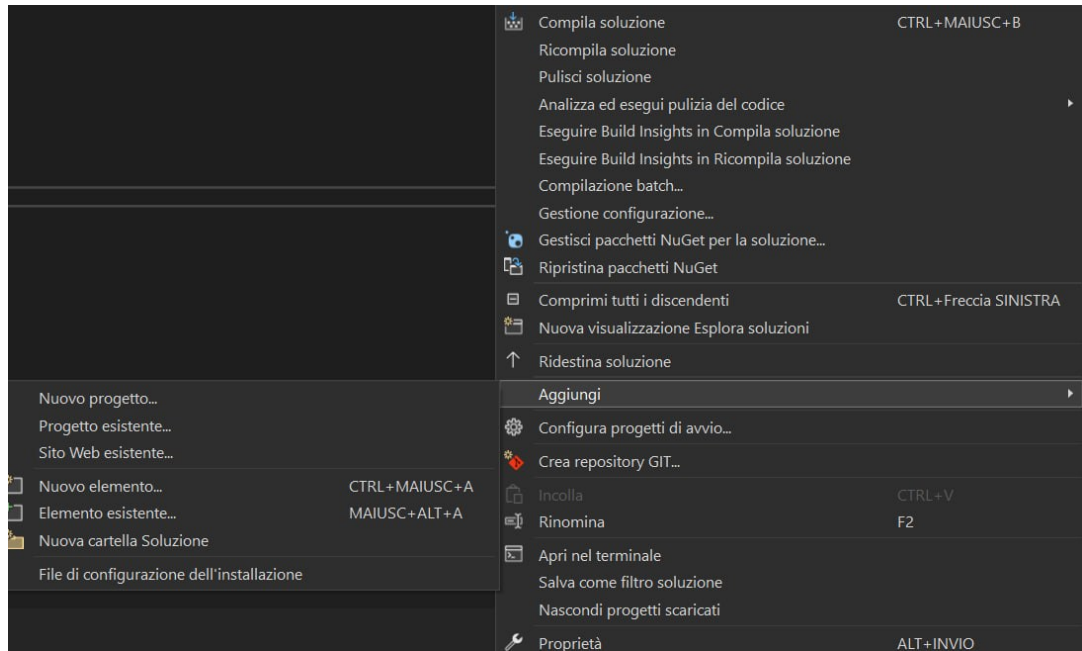 Compila soluzione CTRL+MAIUSC+B
Ricompila soluzione
Pulisci soluzione
Analizza ed esegui pulizia del codice
Eseguire Build Insights in Compila soluzione
Eseguire Build Insights in Ricompila soluzione
Compilazione batch...
Gestione configurazione...
Gestisci pacchetti NuGet per la soluzione...
Ripristina pacchetti NuGet
Comprimi tutti i discendenti CTRL+Freccia SINISTRA
Nuova visualizzazione Esplora soluzioni
Ridestina soluzione
Aggiungi
Configura progetti di avvio...
Crea repository GIT...
Incolla CTRL+V
Rinomina F2
Apri nel terminale
Salva come filtro soluzione
Nascondi progetti scaricati
Proprietà ALT+INVIO
Nuovo progetto...
Progetto esistente...
Sito Web esistente...
Nuovo elemento... CTRL+MAIUSC+A
Elemento esistente... MAIUSC+ALT+A
Nuova cartella Soluzione
File di configurazione dell'installazione